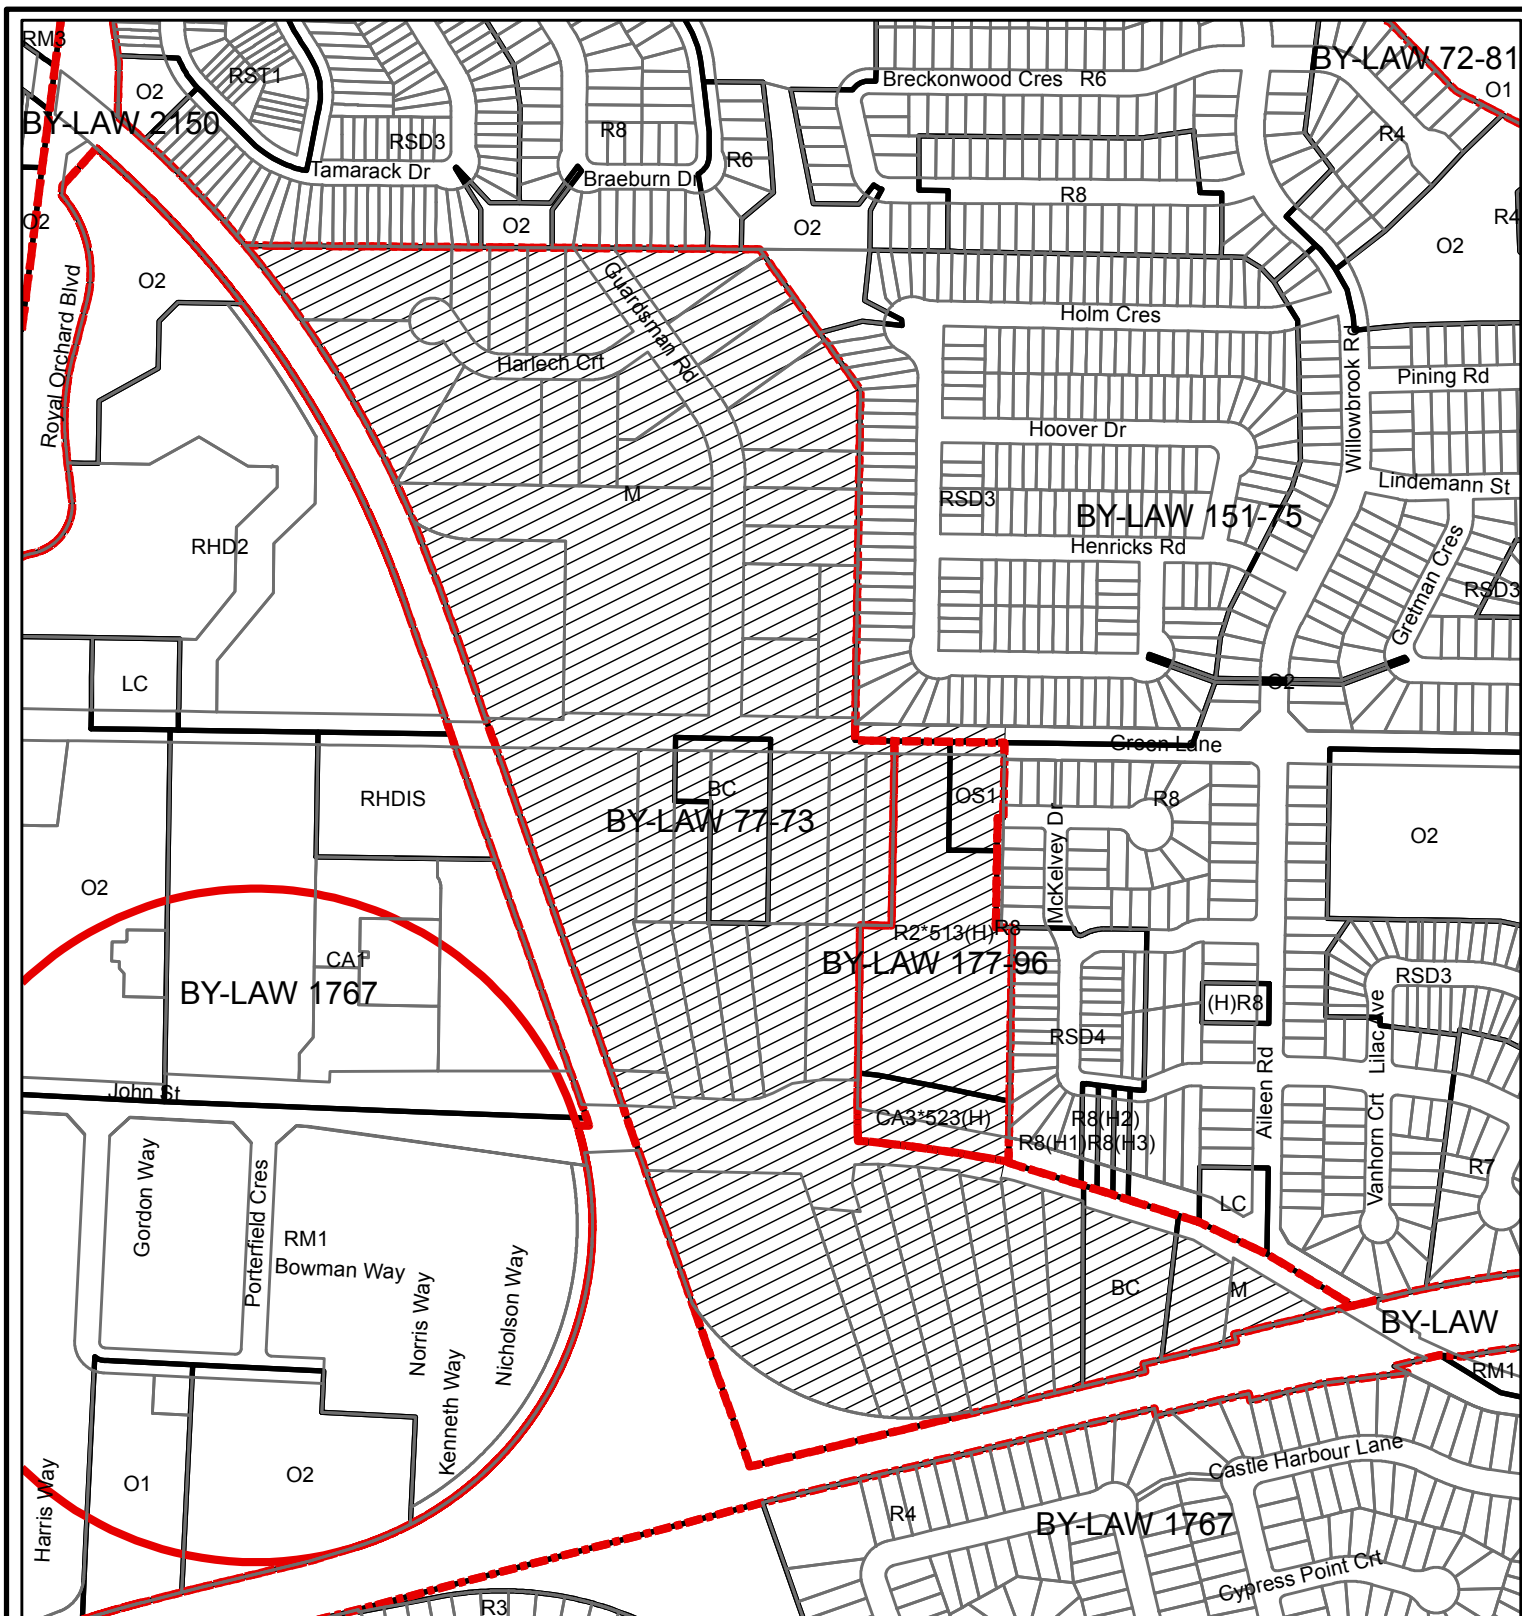 RM3
RST1
O2
BY-LAW 2150
RSD3
Tamarack Dr
R8
Braeburn Dr
R6
O2
O2
Breckonwood Cres R6
BY-LAW 72-81
O1
R4
R8
R4
O2
O2
O2
Royal Orchard Blvd
Guardsman Rd
Harlech Crt
Holm Cres
Willowbrook Rd
Pining Rd
Hoover Dr
Lindemann St
M
RSD3
BY-LAW 151-75
Henricks Rd
Gretman Cres
RSD3
RHD2
LC
O2
Green Lane
RHDIS
BC
BY-LAW 77-73
OS1
McKelvey Dr
R8
O2
O2
R2*513(H)
R8
BY-LAW 177-96
CA1
BY-LAW 1767
RSD3
(H)R8
RSD4
Lilac Ave
Aileen Rd
John St
CA3*523(H)
R8(H2)
R8(H1)
R8(H3)
Vanhorn Crt
R7
LC
Gordon Way
Porterfield Cres
RM1
Bowman Way
Norris Way
Nicholson Way
Kenneth Way
BC
M
BY-LAW
RM1
Harris Way
O1
O2
Castle Harbour Lane
R4
BY-LAW 1767
Cypress Point Crt
R3